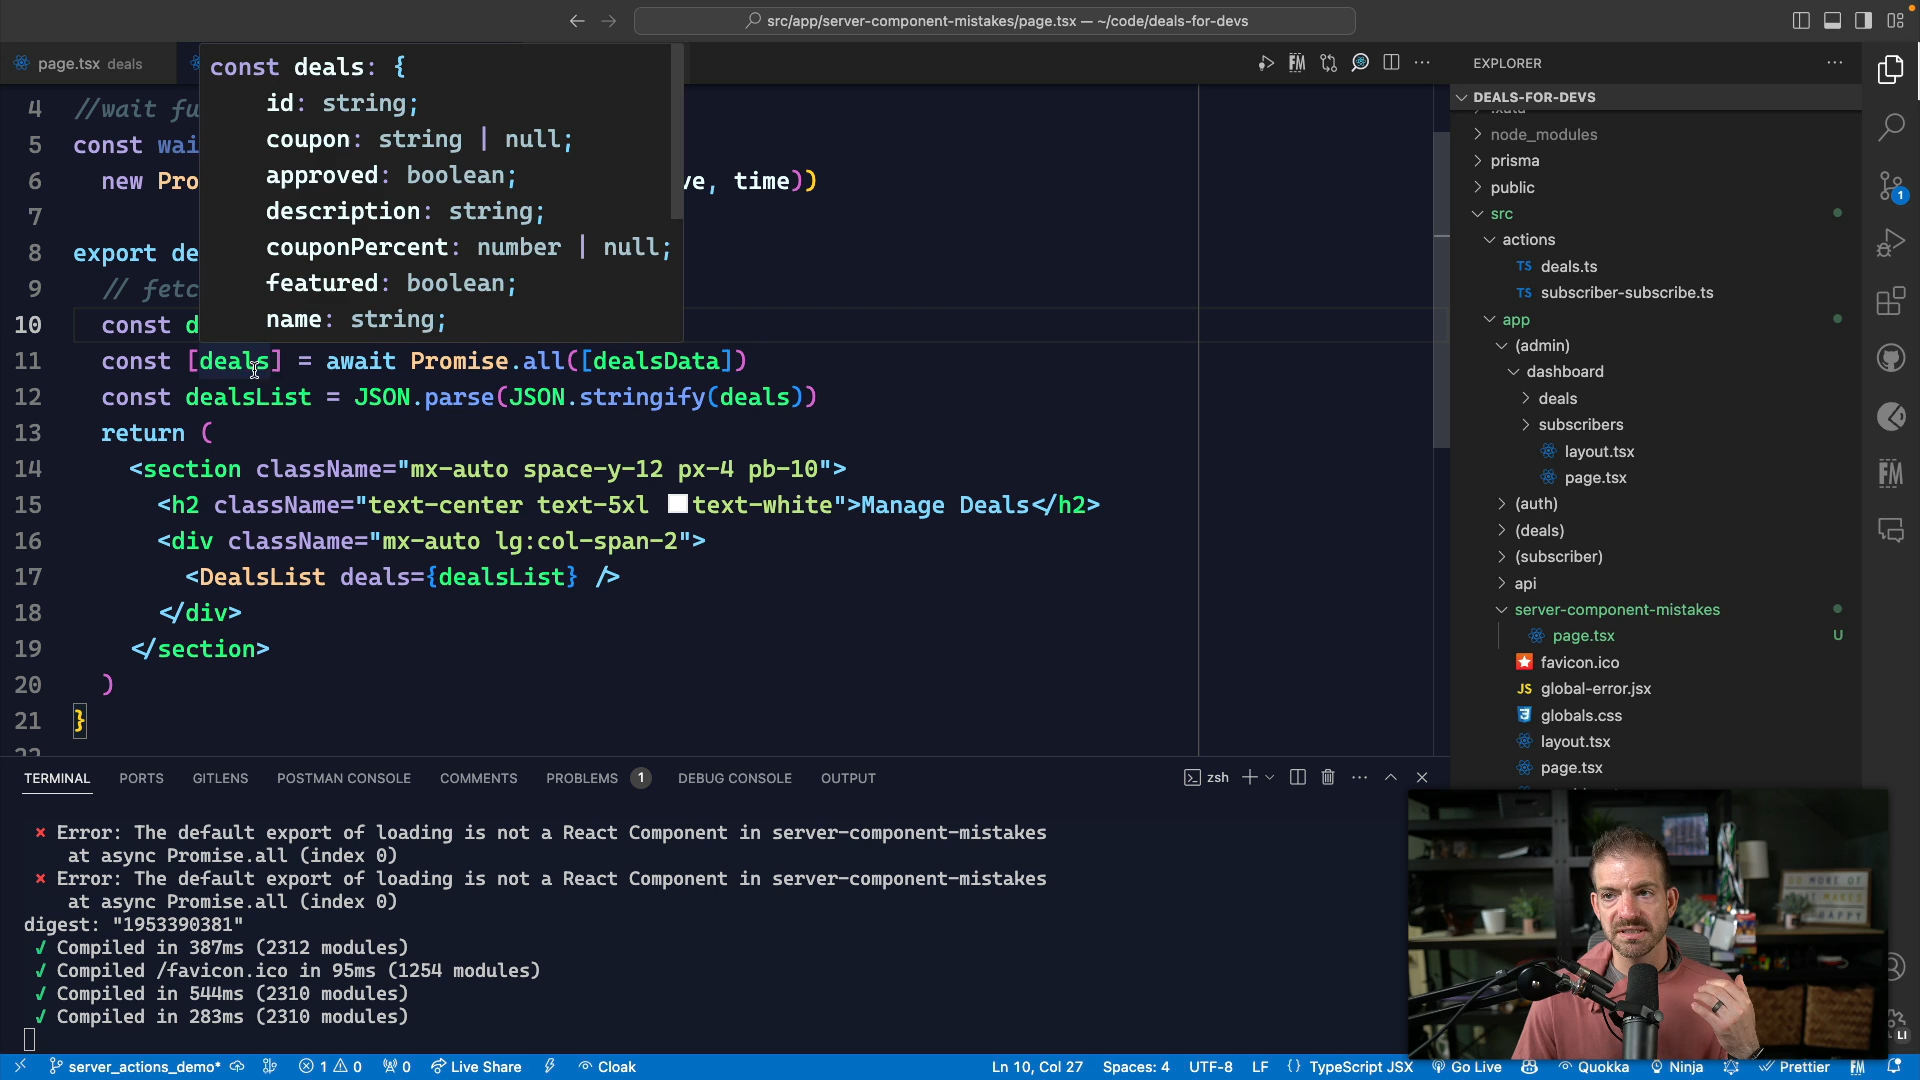 src/app/server-component-mistakes/page.tsx — ~/code/deals-for-devs
page.tsx deals
const deals: {
id: string;
coupon: string | null;
approved: boolean;
description: string;
couponPercent: number | null;
featured: boolean;
name: string;
4 //wait fu
5 const wai
6 new Pro ve, time))
7
8 export de
9 // fetc
10 const d
11 const [deals] = await Promise.all([dealsData])
12 const dealsList = JSON.parse(JSON.stringify(deals))
13 return (
14 <section className="mx-auto space-y-12 px-4 pb-10">
15 <h2 className="text-center text-5xl text-white">Manage Deals</h2>
16 <div className="mx-auto lg:col-span-2">
17 <DealsList deals={dealsList} />
18 </div>
19 </section>
20 )
21 }
EXPLORER
DEALS-FOR-DEVS
node_modules
prisma
public
src
actions
TS deals.ts
TS subscriber-subscribe.ts
app
(admin)
dashboard
deals
subscribers
layout.tsx
page.tsx
(auth)
(deals)
(subscriber)
api
server-component-mistakes
page.tsx U
favicon.ico
JS global-error.jsx
globals.css
layout.tsx
page.tsx
FM
1
FM
TERMINAL PORTS GITLENS POSTMAN CONSOLE COMMENTS PROBLEMS 1 DEBUG CONSOLE OUTPUT
zsh
× Error: The default export of loading is not a React Component in server-component-mistakes
at async Promise.all (index 0)
× Error: The default export of loading is not a React Component in server-component-mistakes
at async Promise.all (index 0)
digest: "1953390381"
✓ Compiled in 387ms (2312 modules)
✓ Compiled /favicon.ico in 95ms (1254 modules)
✓ Compiled in 544ms (2310 modules)
✓ Compiled in 283ms (2310 modules)
LI
server_actions_demo* 1 0 0 Live Share Cloak Ln 10, Col 27 Spaces: 4 UTF-8 LF {} TypeScript JSX Go Live Quokka Ninja Prettier FM